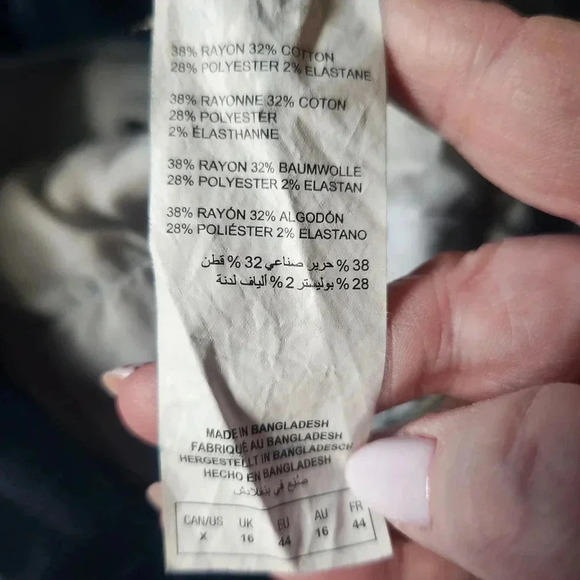 38% RAYON 32% COTTON
28% POLYESTER 2% ELASTANE
38% RAYONNE 32% COTON
28% POLYESTER
2% ÉLASTHANNE
38% RAYON 32% BAUMWOLLE
28% POLYESTER 2% ELASTAN
38% RAYÓN 32% ALGODÓN
28% POLIÉSTER 2% ELASTANO
38 % حرير صناعي 32 % قطن
28 % بوليستر 2 % ألياف لدنة
MADE IN BANGLADESH
FABRIQUÉ AU BANGLADESH
HERGESTELLT IN BANGLADESCH
HECHO EN BANGLADESH
صنع في بنغلادش
CAN/US UK EU AU FR
X 16 44 16 44